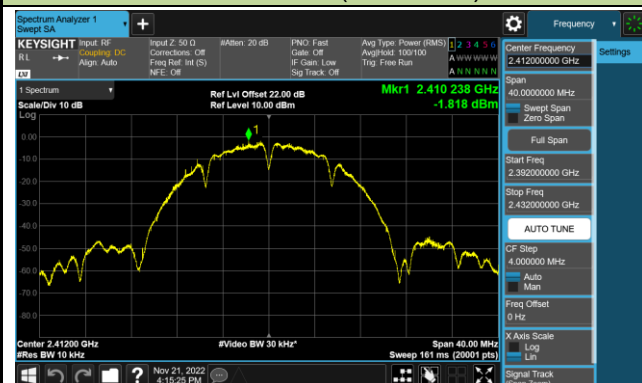 Spectrum Analyzer 1
Swept SA
Frequency
KEYSIGHT
RL
LXI
Input: RF
Coupling: DC
Align: Auto
Input Z: 50 Ω
Corrections: Off
Freq Ref: Int (S)
NFE: Off
#Atten: 20 dB
PNO: Fast
Gate: Off
IF Gain: Low
Sig Track: Off
Avg Type: Power (RMS)
Avg|Hold: 100/100
Trig: Free Run
1 2 3 4 5 6
A W W W W W
A N N N N N
1 Spectrum
Scale/Div 10 dB
Log
Ref Lvl Offset 22.00 dB
Ref Level 10.00 dBm
Mkr1 2.410 238 GHz
-1.818 dBm
1
0.00
-10.0
-20.0
-30.0
-40.0
-50.0
-60.0
-70.0
-80.0
Center 2.41200 GHz
#Res BW 10 kHz
#Video BW 30 kHz*
Span 40.00 MHz
Sweep 161 ms (20001 pts)
Nov 21, 2022
4:15:25 PM
Center Frequency
2.412000000 GHz
Settings
Span
40.0000000 MHz
Swept Span
Zero Span
Full Span
Start Freq
2.392000000 GHz
Stop Freq
2.432000000 GHz
AUTO TUNE
CF Step
4.000000 MHz
Auto
Man
Freq Offset
0 Hz
X Axis Scale
Log
Lin
Signal Track